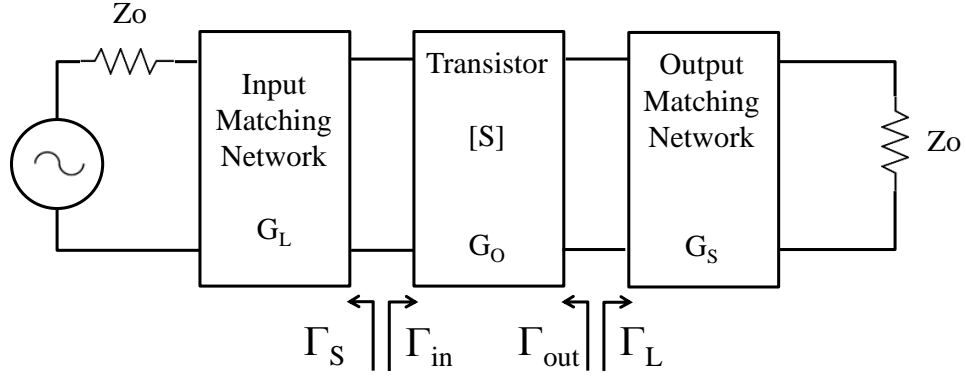 Zo
Input
Matching
Network
G_L
Transistor
[S]
G_O
Output
Matching
Network
G_S
Zo
Γ_S
Γ_in
Γ_out
Γ_L